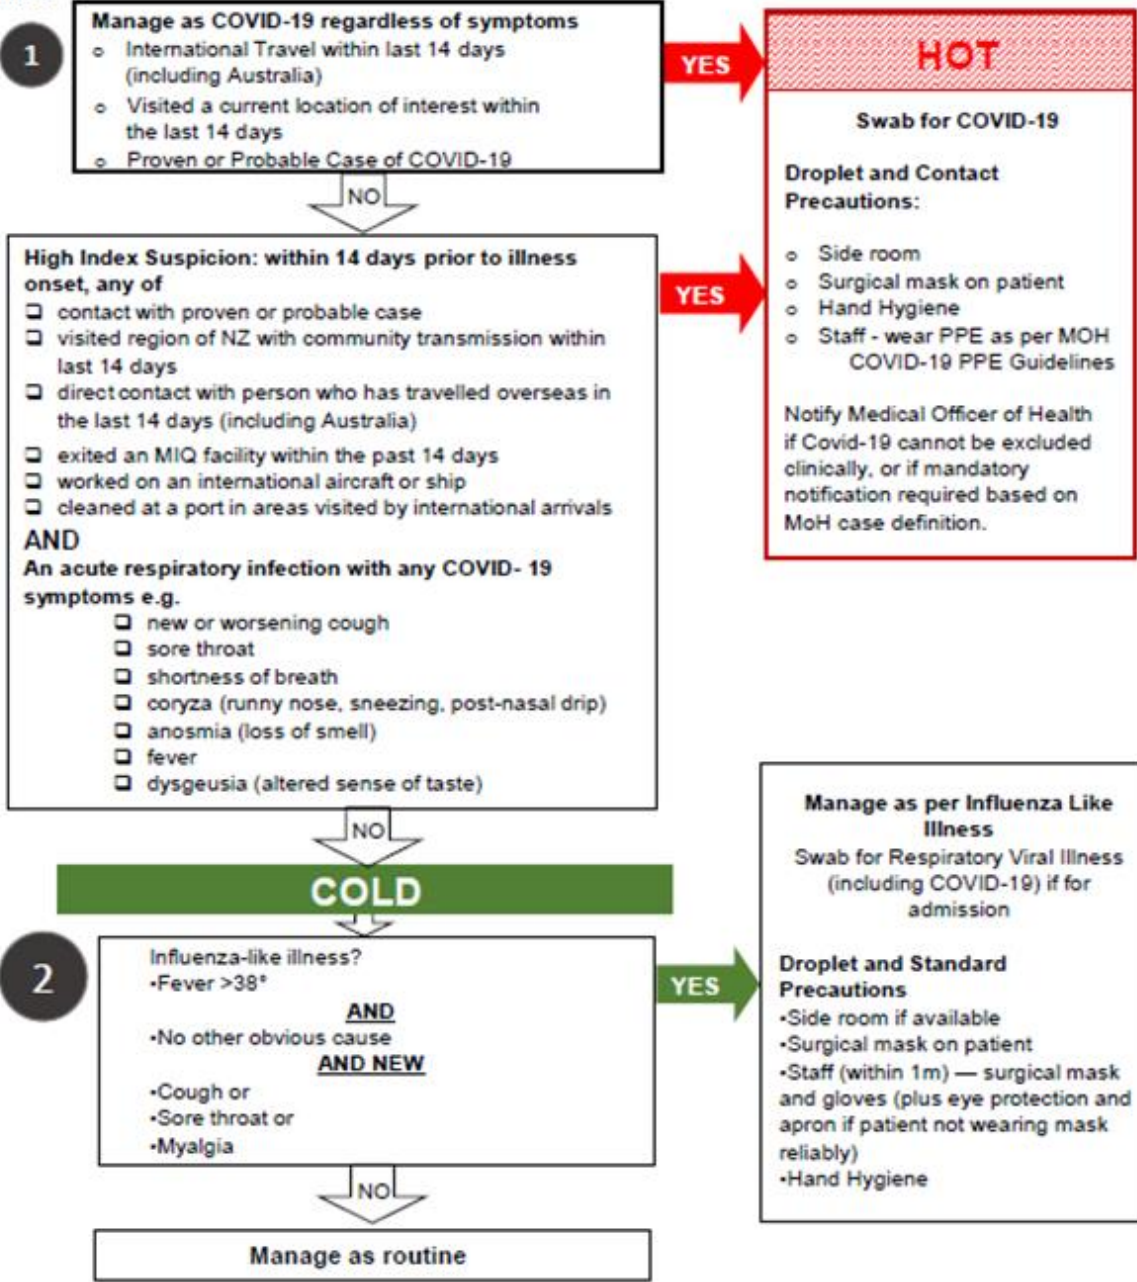 1
Manage as COVID-19 regardless of symptoms
o International Travel within last 14 days
(including Australia)
o Visited a current location of interest within
the last 14 days
o Proven or Probable Case of COVID-19
YES
HOT
Swab for COVID-19
Droplet and Contact
Precautions:
o Side room
o Surgical mask on patient
o Hand Hygiene
o Staff - wear PPE as per MOH
COVID-19 PPE Guidelines
Notify Medical Officer of Health
if Covid-19 cannot be excluded
clinically, or if mandatory
notification required based on
MoH case definition.
NO
High Index Suspicion: within 14 days prior to illness
onset, any of
❑ contact with proven or probable case
❑ visited region of NZ with community transmission within
last 14 days
❑ direct contact with person who has travelled overseas in
the last 14 days (including Australia)
❑ exited an MIQ facility within the past 14 days
❑ worked on an international aircraft or ship
❑ cleaned at a port in areas visited by international arrivals
AND
An acute respiratory infection with any COVID- 19
symptoms e.g.
❑ new or worsening cough
❑ sore throat
❑ shortness of breath
❑ coryza (runny nose, sneezing, post-nasal drip)
❑ anosmia (loss of smell)
❑ fever
❑ dysgeusia (altered sense of taste)
YES
NO
COLD
2
Influenza-like illness?
•Fever >38°
AND
•No other obvious cause
AND NEW
•Cough or
•Sore throat or
•Myalgia
YES
Manage as per Influenza Like
Illness
Swab for Respiratory Viral Illness
(including COVID-19) if for
admission
Droplet and Standard
Precautions
•Side room if available
•Surgical mask on patient
•Staff (within 1m) — surgical mask
and gloves (plus eye protection and
apron if patient not wearing mask
reliably)
•Hand Hygiene
NO
Manage as routine